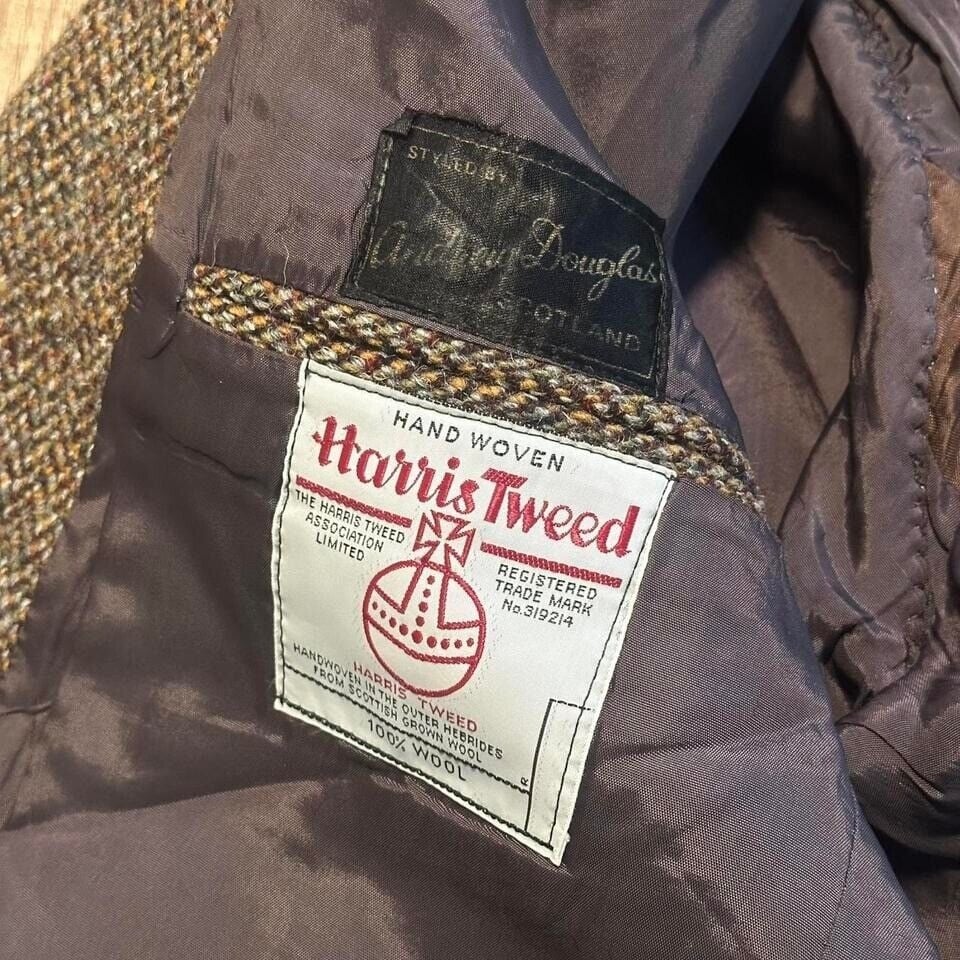 STYLED BY
Andrew Douglas
SCOTLAND
HAND WOVEN
Harris Tweed
THE HARRIS TWEED
ASSOCIATION
LIMITED
REGISTERED
TRADE MARK
No.319214
HARRIS TWEED
HANDWOVEN IN THE OUTER HEBRIDES
FROM SCOTTISH GROWN WOOL
100% WOOL
R